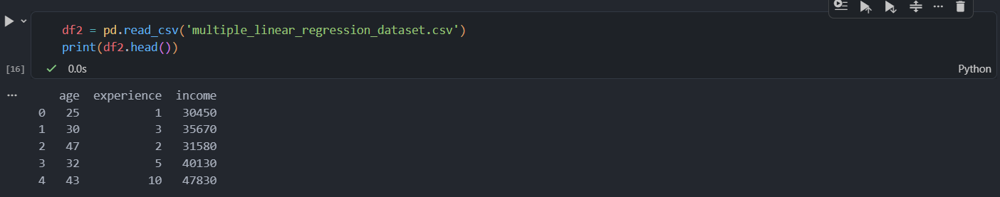 df2 = pd.read_csv('multiple_linear_regression_dataset.csv')
print(df2.head())
[16] 0.0s Python
age experience income
0 25 1 30450
1 30 3 35670
2 47 2 31580
3 32 5 40130
4 43 10 47830